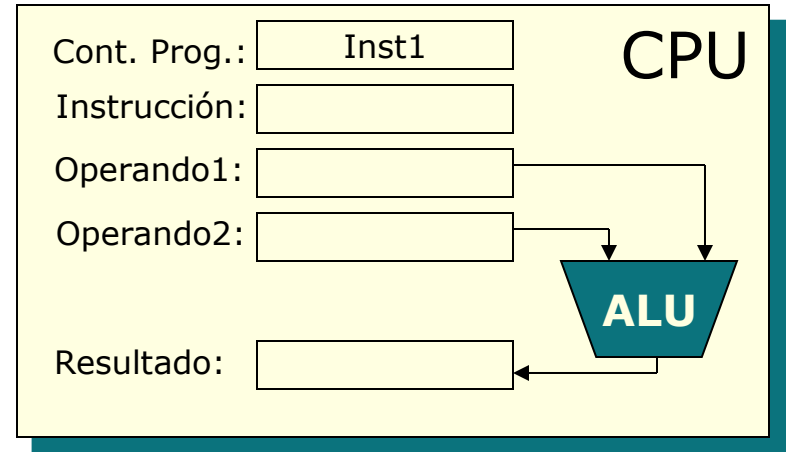 Cont. Prog.: Inst1
CPU
Instrucción:
Operando1:
Operando2:
ALU
Resultado: